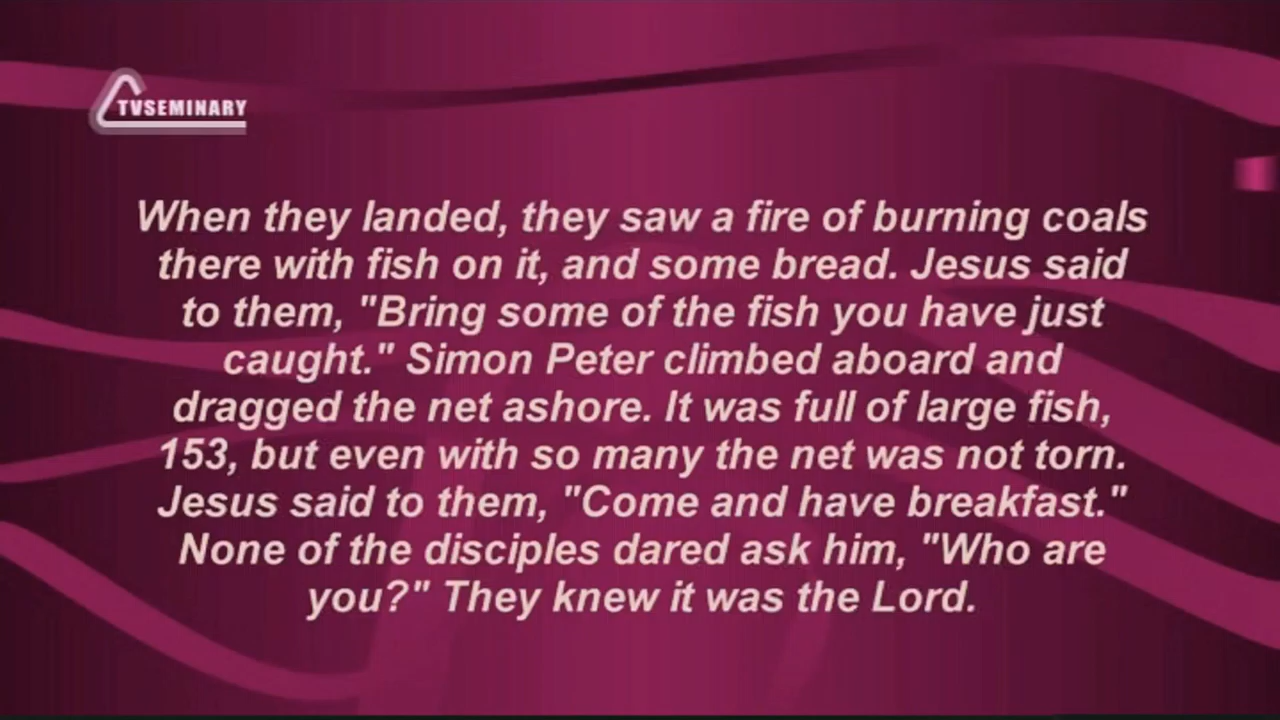 TVSEMINARY
When they landed, they saw a fire of burning coals
there with fish on it, and some bread. Jesus said
to them, "Bring some of the fish you have just
caught." Simon Peter climbed aboard and
dragged the net ashore. It was full of large fish,
153, but even with so many the net was not torn.
Jesus said to them, "Come and have breakfast."
None of the disciples dared ask him, "Who are
you?" They knew it was the Lord.